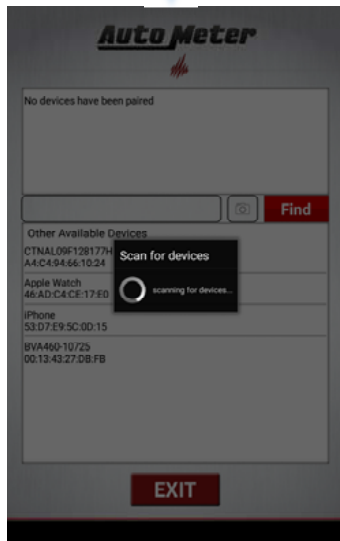 Auto Meter
No devices have been paired
Find
Other Available Devices
CTNAL09F128177H
A4:C4:94:66:10:24
Scan for devices
scanning for devices...
Apple Watch
46:AD:C4:CE:17:E0
iPhone
53:D7:E9:5C:0D:15
BVA460-10725
00:13:43:27:DB:FB
EXIT